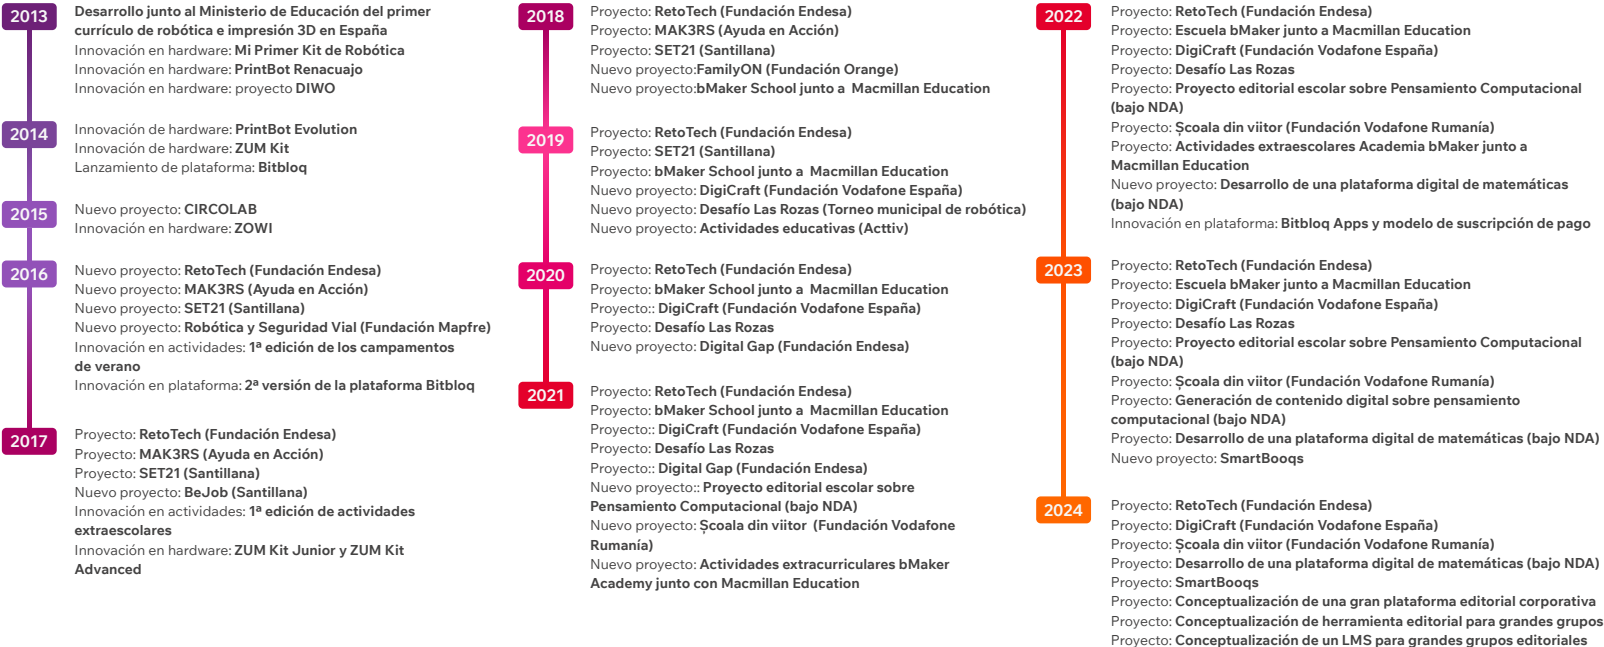 2013
Desarrollo junto al Ministerio de Educación del primer
currículo de robótica e impresión 3D en España
Innovación en hardware: Mi Primer Kit de Robótica
Innovación en hardware: PrintBot Renacuajo
Innovación en hardware: proyecto DIWO
2014
Innovación de hardware: PrintBot Evolution
Innovación de hardware: ZUM Kit
Lanzamiento de plataforma: Bitbloq
2015
Nuevo proyecto: CIRCOLAB
Innovación en hardware: ZOWI
2016
Nuevo proyecto: RetoTech (Fundación Endesa)
Nuevo proyecto: MAK3RS (Ayuda en Acción)
Nuevo proyecto: SET21 (Santillana)
Nuevo proyecto: Robótica y Seguridad Vial (Fundación Mapfre)
Innovación en actividades: 1ª edición de los campamentos
de verano
Innovación en plataforma: 2ª versión de la plataforma Bitbloq
2017
Proyecto: RetoTech (Fundación Endesa)
Proyecto: MAK3RS (Ayuda en Acción)
Proyecto: SET21 (Santillana)
Nuevo proyecto: BeJob (Santillana)
Innovación en actividades: 1ª edición de actividades
extraescolares
Innovación en hardware: ZUM Kit Junior y ZUM Kit
Advanced
2018
Proyecto: RetoTech (Fundación Endesa)
Proyecto: MAK3RS (Ayuda en Acción)
Proyecto: SET21 (Santillana)
Nuevo proyecto:FamilyON (Fundación Orange)
Nuevo proyecto:bMaker School junto a  Macmillan Education
2019
Proyecto: RetoTech (Fundación Endesa)
Proyecto: SET21 (Santillana)
Proyecto: bMaker School junto a  Macmillan Education
Nuevo proyecto: DigiCraft (Fundación Vodafone España)
Nuevo proyecto: Desafío Las Rozas (Torneo municipal de robótica)
Nuevo proyecto: Actividades educativas (Acttiv)
2020
Proyecto: RetoTech (Fundación Endesa)
Proyecto: bMaker School junto a  Macmillan Education
Proyecto:: DigiCraft (Fundación Vodafone España)
Proyecto: Desafío Las Rozas
Nuevo proyecto: Digital Gap (Fundación Endesa)
2021
Proyecto: RetoTech (Fundación Endesa)
Proyecto: bMaker School junto a  Macmillan Education
Proyecto:: DigiCraft (Fundación Vodafone España)
Proyecto: Desafío Las Rozas
Proyecto:: Digital Gap (Fundación Endesa)
Nuevo proyecto:: Proyecto editorial escolar sobre
Pensamiento Computacional (bajo NDA)
Nuevo proyecto: Școala din viitor  (Fundación Vodafone
Rumanía)
Nuevo proyecto: Actividades extracurriculares bMaker
Academy junto con Macmillan Education
2022
Proyecto: RetoTech (Fundación Endesa)
Proyecto: Escuela bMaker junto a Macmillan Education
Proyecto: DigiCraft (Fundación Vodafone España)
Proyecto: Desafío Las Rozas
Proyecto: Proyecto editorial escolar sobre Pensamiento Computacional
(bajo NDA)
Proyecto: Școala din viitor (Fundación Vodafone Rumanía)
Proyecto: Actividades extraescolares Academia bMaker junto a
Macmillan Education
Nuevo proyecto: Desarrollo de una plataforma digital de matemáticas
(bajo NDA)
Innovación en plataforma: Bitbloq Apps y modelo de suscripción de pago
2023
Proyecto: RetoTech (Fundación Endesa)
Proyecto: Escuela bMaker junto a Macmillan Education
Proyecto: DigiCraft (Fundación Vodafone España)
Proyecto: Desafío Las Rozas
Proyecto: Proyecto editorial escolar sobre Pensamiento Computacional
(bajo NDA)
Proyecto: Școala din viitor (Fundación Vodafone Rumanía)
Proyecto: Generación de contenido digital sobre pensamiento
computacional (bajo NDA)
Proyecto: Desarrollo de una plataforma digital de matemáticas (bajo NDA)
Nuevo proyecto: SmartBooqs
2024
Proyecto: RetoTech (Fundación Endesa)
Proyecto: DigiCraft (Fundación Vodafone España)
Proyecto: Școala din viitor (Fundación Vodafone Rumanía)
Proyecto: Desarrollo de una plataforma digital de matemáticas (bajo NDA)
Proyecto: SmartBooqs
Proyecto: Conceptualización de una gran plataforma editorial corporativa
Proyecto: Conceptualización de herramienta editorial para grandes grupos
Proyecto: Conceptualización de un LMS para grandes grupos editoriales